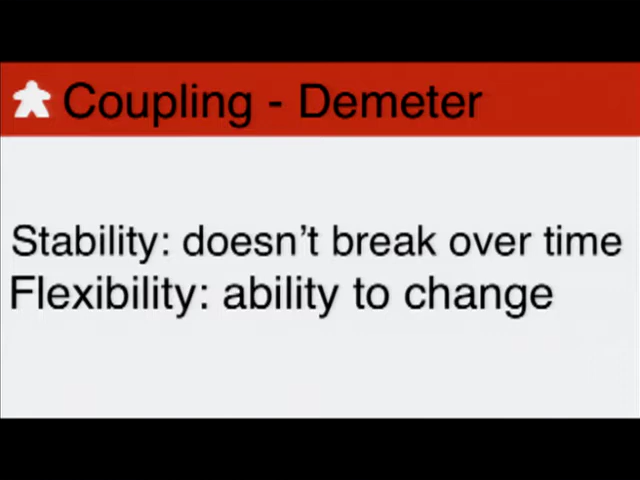 Coupling - Demeter
Stability: doesn't break over time
Flexibility: ability to change